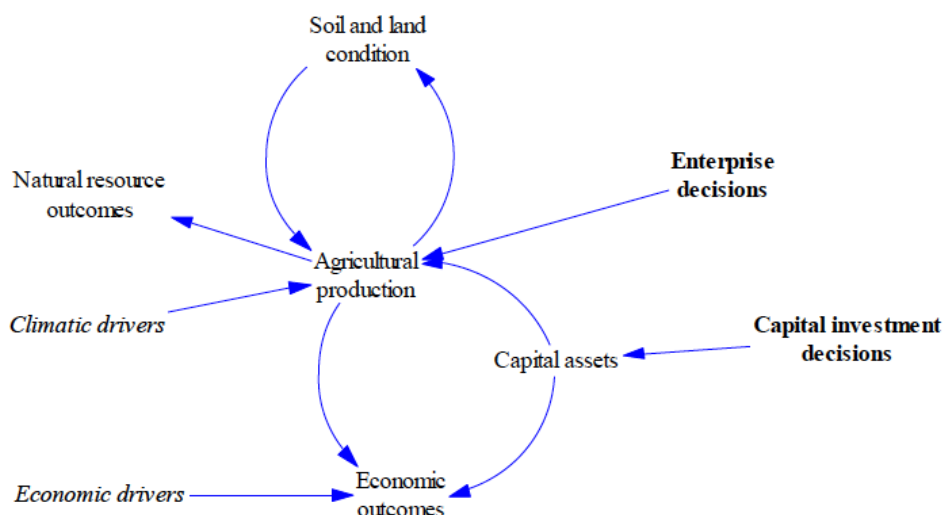 Soil and land
condition
Enterprise
decisions
Natural resource
outcomes
Agricultural
production
Climatic drivers
Capital investment
decisions
Capital assets
Economic drivers
Economic
outcomes